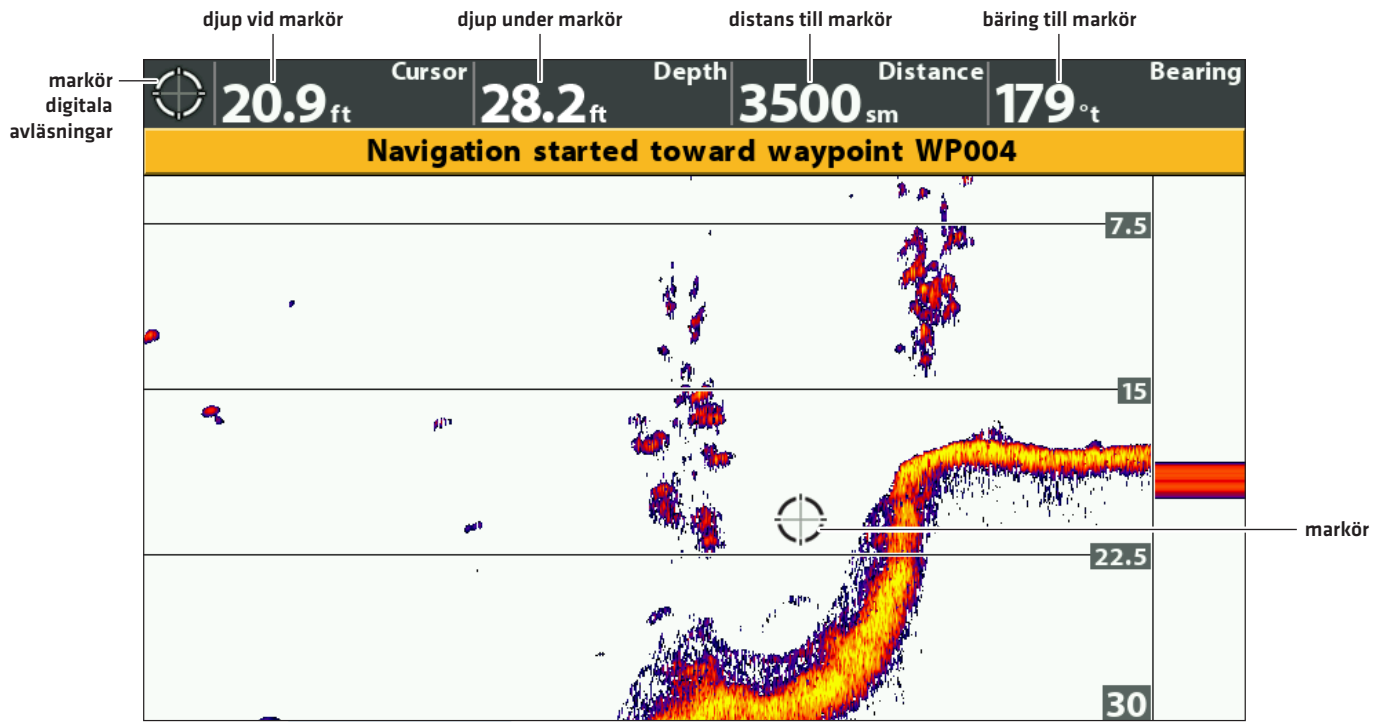 djup vid markör
djup under markör
distans till markör
bäring till markör
markör
digitala
avläsningar
Cursor
20.9 ft
Depth
28.2 ft
Distance
3500 sm
Bearing
179 °t
Navigation started toward waypoint WP004
7.5
15
markör
22.5
30